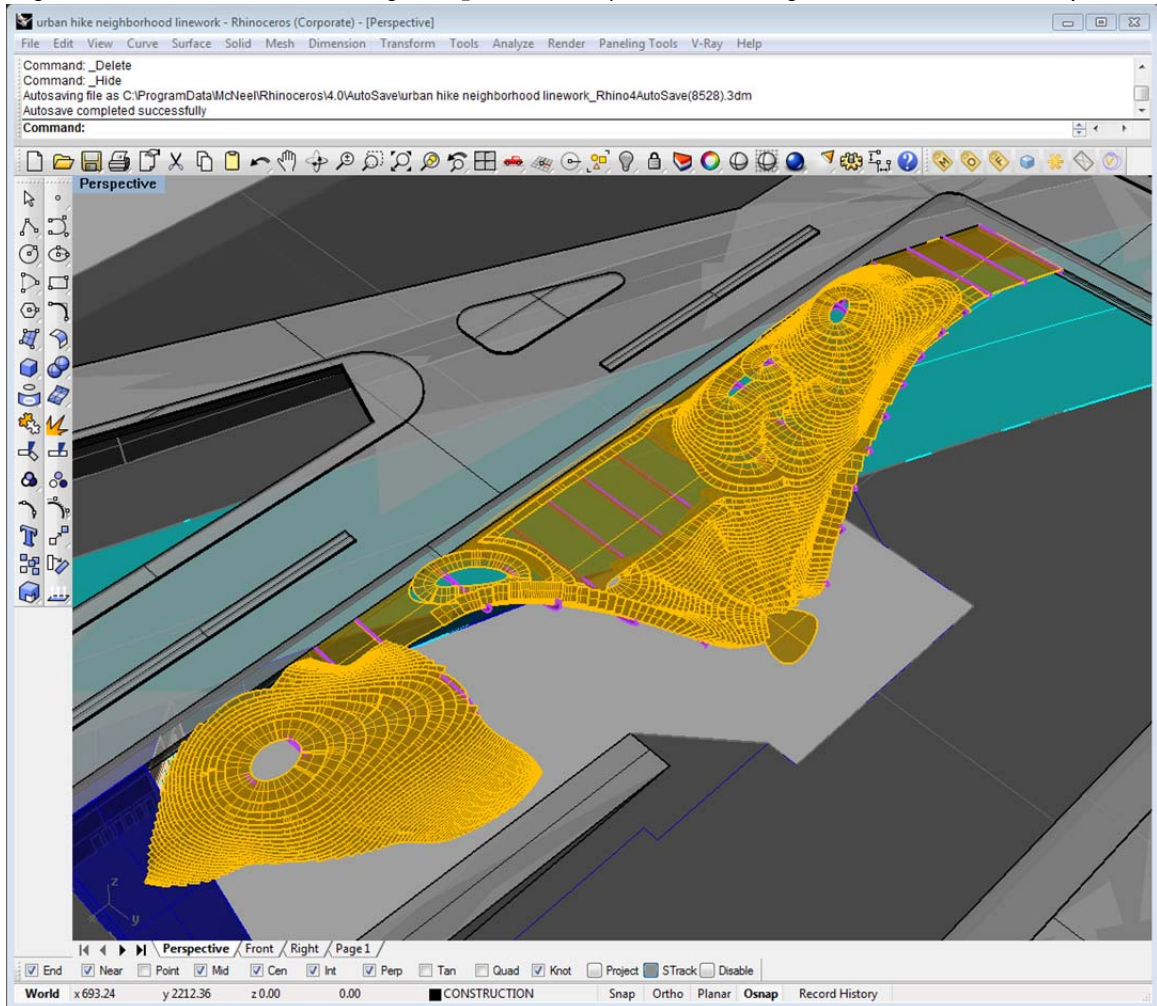 urban hike neighborhood linework - Rhinoceros (Corporate) - [Perspective]
File Edit View Curve Surface Solid Mesh Dimension Transform Tools Analyze Render Paneling Tools V-Ray Help
Command: _Delete
Command: _Hide
Autosaving file as C:\ProgramData\McNeel\Rhinoceros\4.0\AutoSave\urban hike neighborhood linework_Rhino4AutoSave(8528).3dm
Autosave completed successfully
Command:
Perspective
z
x y
Perspective Front Right Page1
End Near Point Mid Cen Int Perp Tan Quad Knot Project STrack Disable
World x 693.24 y 2212.36 z 0.00 0.00 CONSTRUCTION Snap Ortho Planar Osnap Record History